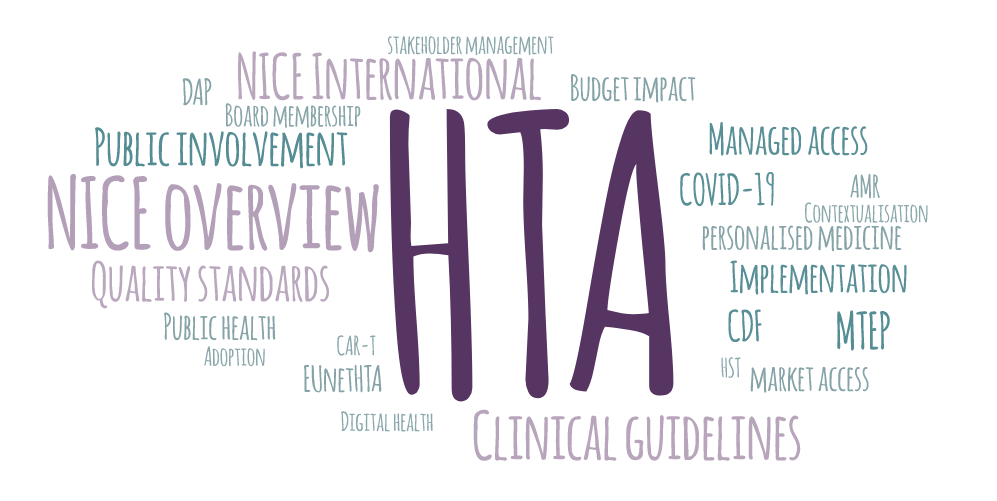 STAKEHOLDER MANAGEMENT
NICE INTERNATIONAL
BUDGET IMPACT
DAP
BOARD MEMBERSHIP
PUBLIC INVOLVEMENT
HTA
MANAGED ACCESS
NICE OVERVIEW
COVID-19
AMR
CONTEXTUALISATION
PERSONALISED MEDICINE
QUALITY STANDARDS
IMPLEMENTATION
PUBLIC HEALTH
CDF
MTEP
ADOPTION
CAR-T
HST
EUnetHTA
MARKET ACCESS
DIGITAL HEALTH
CLINICAL GUIDELINES